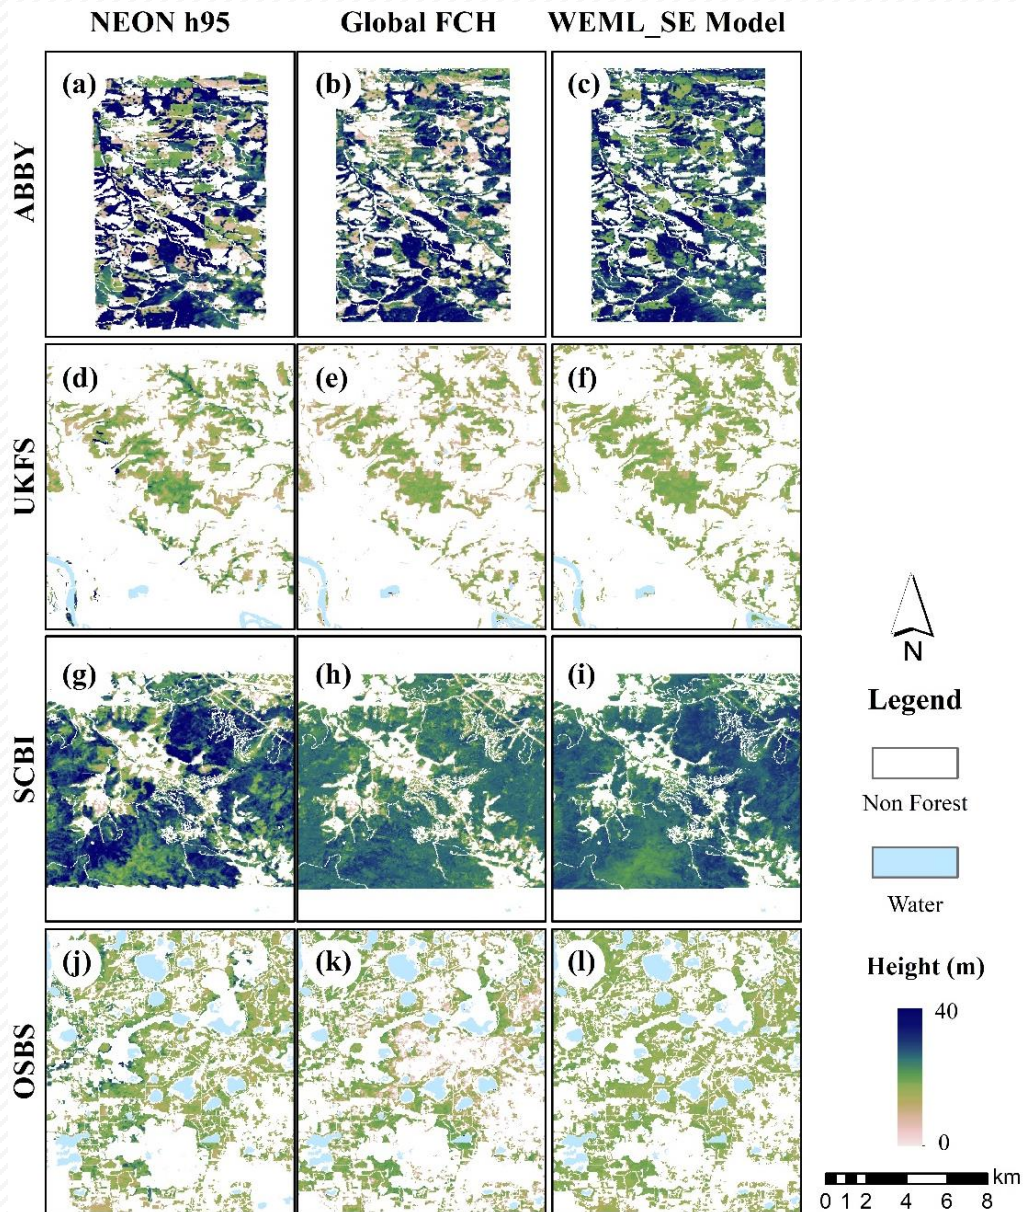 NEON h95 Global FCH WEML_SE Model
ABBY
(a) (b) (c)
UKFS
(d) (e) (f)
SCBI
(g) (h) (i)
OSBS
(j) (k) (l)
N
Legend
Non Forest
Water
Height (m)
40
0
km
0 1 2 4 6 8